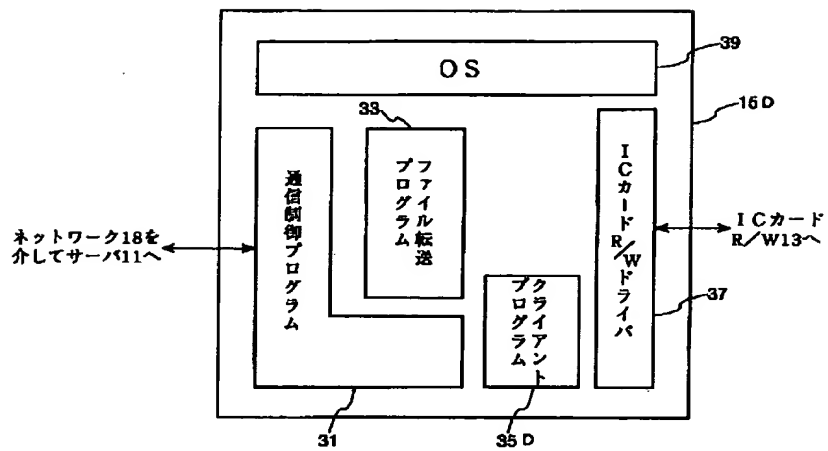 OS
39
15D
33
通信制御プログラム
ファイル転送
プログラム
クライアント
プログラム
ICカードR/Wドライバ
ネットワーク18を
介してサーバ11へ
ICカード
R/W13へ
37
31
35D